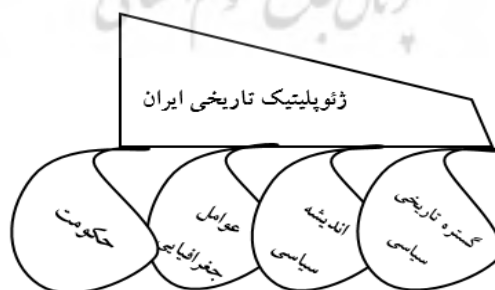 ژئوپلیتیک تاریخی ایران
گستره تاریخی
سیاسی
اندیشه
سیاسی
عوامل
جغرافیایی
حکومت